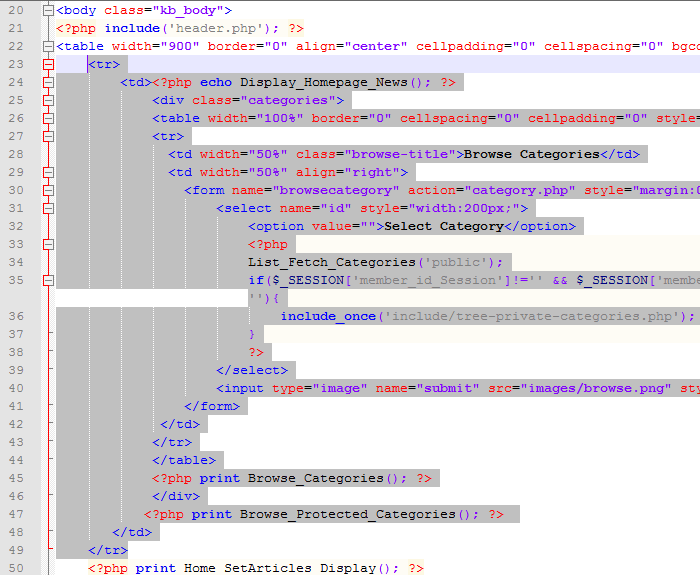 20 <body class="kb_body">
21 <?php include('header.php'); ?>
22 <table width="900" border="0" align="center" cellpadding="0" cellspacing="0" bgco
23 <tr>
24 <td><?php echo Display_Homepage_News(); ?>
25 <div class="categories">
26 <table width="100%" border="0" cellspacing="0" cellpadding="0" style=
27 <tr>
28 <td width="50%" class="browse-title">Browse Categories</td>
29 <td width="50%" align="right">
30 <form name="browsecategory" action="category.php" style="margin:0
31 <select name="id" style="width:200px;">
32 <option value="">Select Category</option>
33 <?php
34 List_Fetch_Categories('public');
35 if($_SESSION['member_id_Session']!='' && $_SESSION['membe
''){
36 include_once('include/tree-private-categories.php');
37 }
38 ?>
39 </select>
40 <input type="image" name="submit" src="images/browse.png" sty
41 </form>
42 </td>
43 </tr>
44 </table>
45 <?php print Browse_Categories(); ?>
46 </div>
47 <?php print Browse_Protected_Categories(); ?>
48 </td>
49 </tr>
50 <?php print Home_SetArticles_Display(); ?>